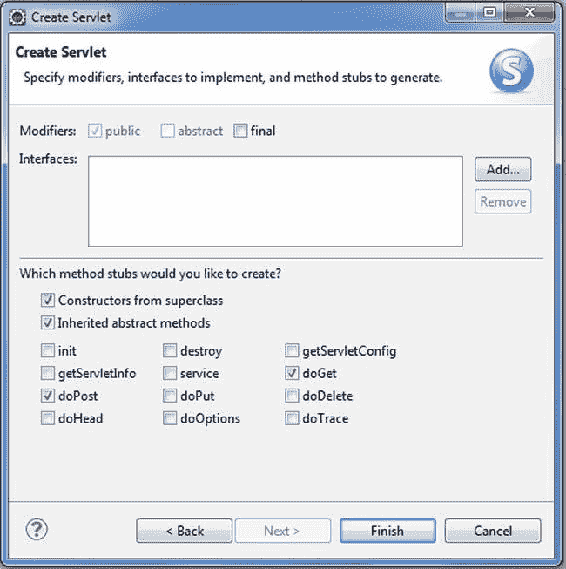 Create Servlet
Create Servlet
Specify modifiers, interfaces to implement, and method stubs to generate.
S
Modifiers: public abstract final
Interfaces:
Add...
Remove
Which method stubs would you like to create?
Constructors from superclass
Inherited abstract methods
init destroy getServletConfig
getServletInfo service doGet
doPost doPut doDelete
doHead doOptions doTrace
? < Back Next > Finish Cancel